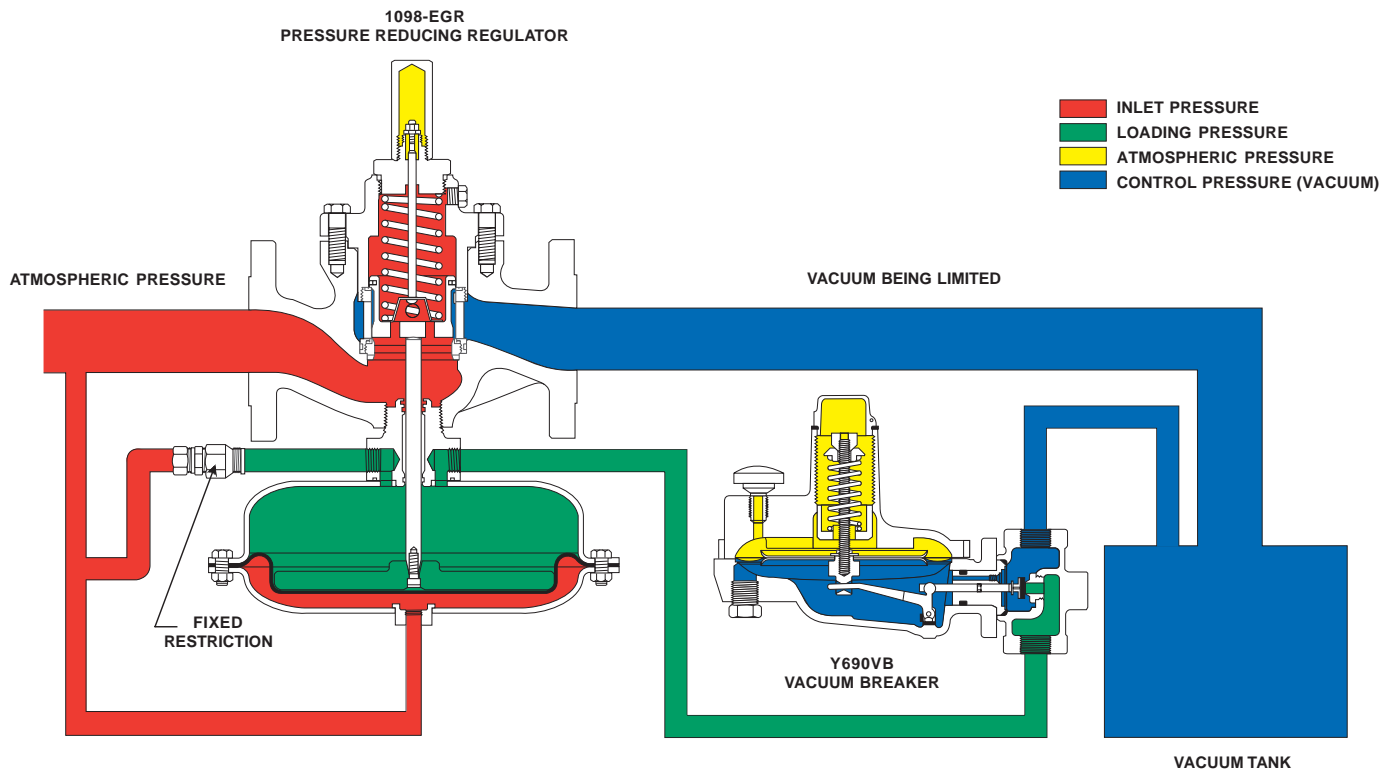 1098-EGR
PRESSURE REDUCING REGULATOR
INLET PRESSURE
LOADING PRESSURE
ATMOSPHERIC PRESSURE
CONTROL PRESSURE (VACUUM)
ATMOSPHERIC PRESSURE
VACUUM BEING LIMITED
FIXED
RESTRICTION
Y690VB
VACUUM BREAKER
VACUUM TANK